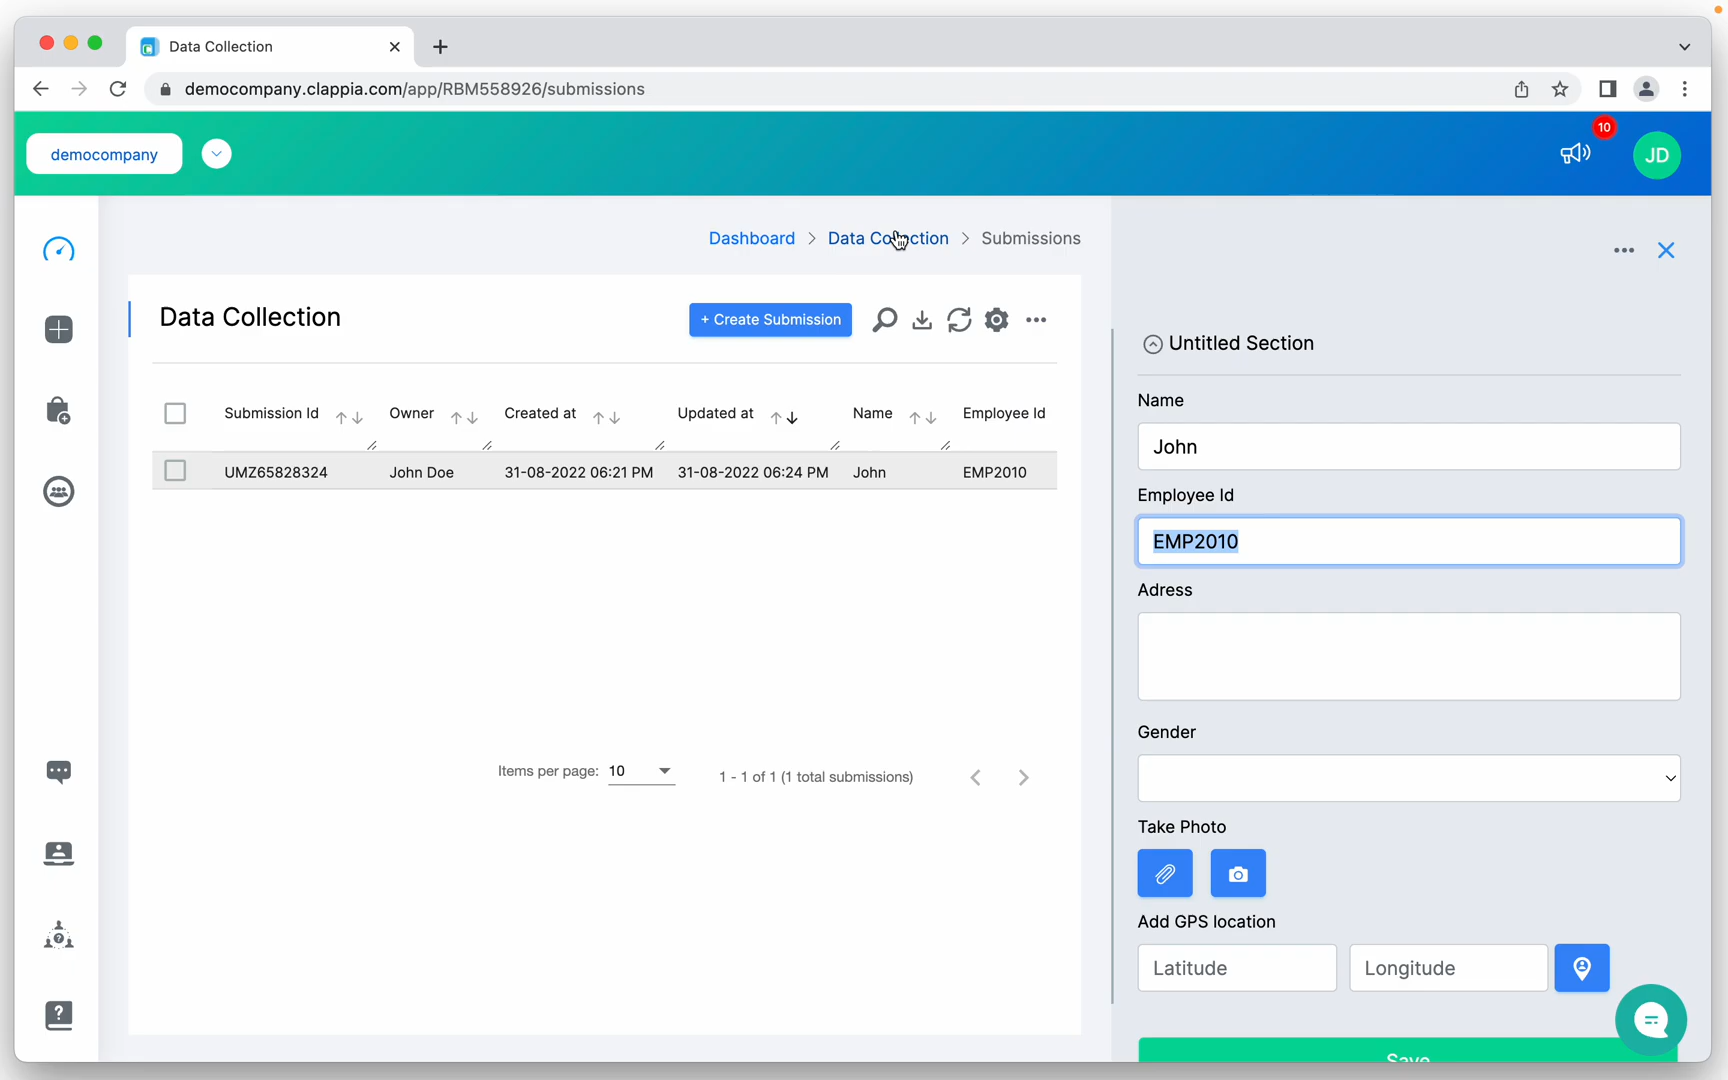 Data Collection
democompany.clappia.com/app/RBM558926/submissions
democompany
10
JD
Dashboard > Data Collection > Submissions
Data Collection
+ Create Submission
Submission Id Owner Created at Updated at Name Employee Id
UMZ65828324 John Doe 31-08-2022 06:21 PM 31-08-2022 06:24 PM John EMP2010
Items per page: 10 1 - 1 of 1 (1 total submissions)
Untitled Section
Name
John
Employee Id
EMP2010
Adress
Gender
Take Photo
Add GPS location
Latitude Longitude
Save